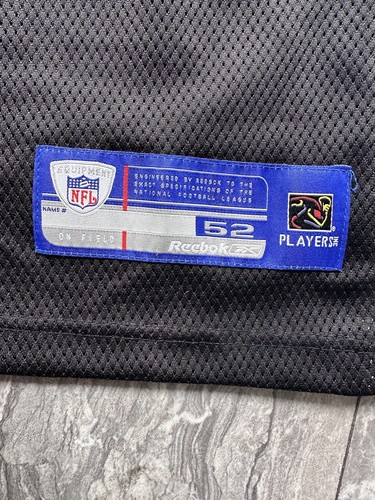 EQUIPMENT
NFL
NAME #
ENGINEERED BY REEBOK TO THE
EXACT SPECIFICATIONS OF THE
NATIONAL FOOTBALL LEAGUE
52
ON FIELD
Reebok
PLAYERS INC